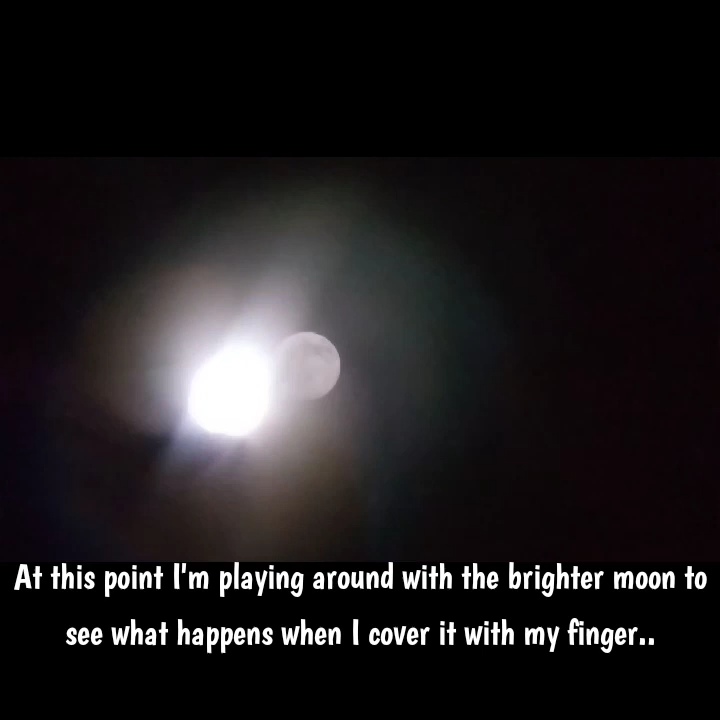 At this point I'm playing around with the brighter moon to
see what happens when I cover it with my finger..